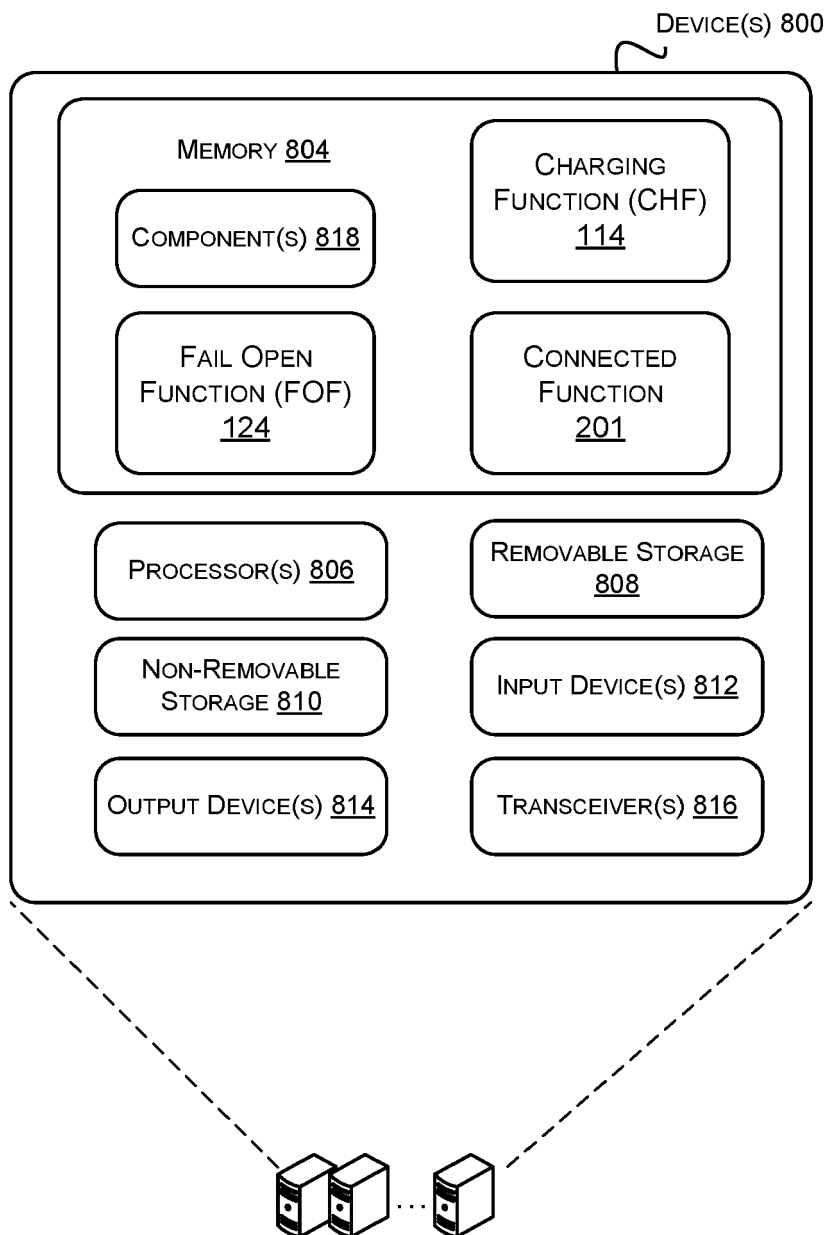 DEVICE(S) 800
MEMORY 804
CHARGING
FUNCTION (CHF)
114
COMPONENT(S) 818
FAIL OPEN
FUNCTION (FOF)
124
CONNECTED
FUNCTION
201
PROCESSOR(S) 806
REMOVABLE STORAGE
808
NON-REMOVABLE
STORAGE 810
INPUT DEVICE(S) 812
OUTPUT DEVICE(S) 814
TRANSCEIVER(S) 816
...